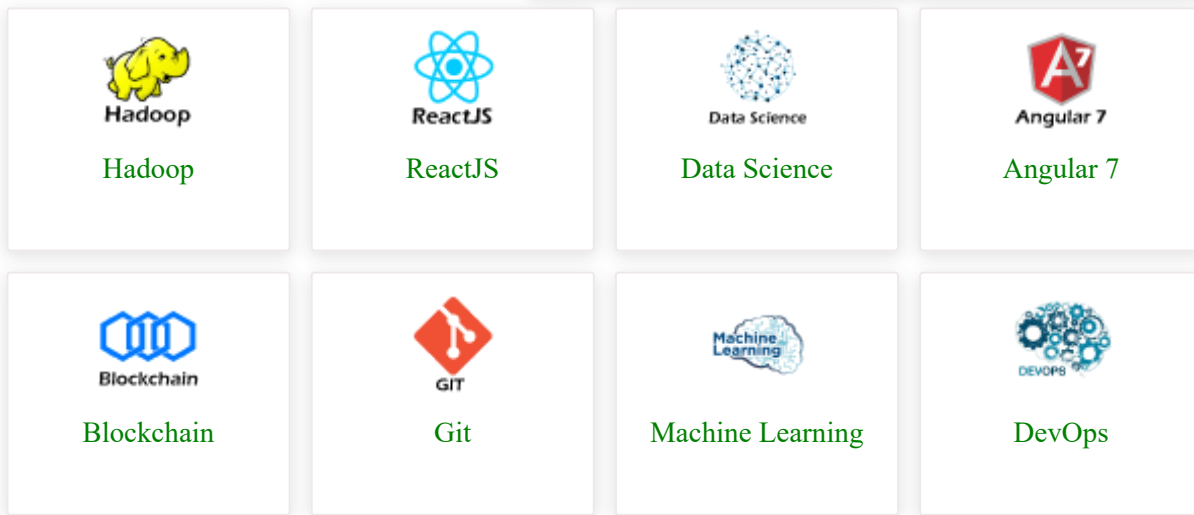 Hadoop
Hadoop
ReactJS
ReactJS
Data Science
Data Science
A7
Angular 7
Angular 7
Blockchain
Blockchain
GIT
Git
Machine
Learning
Machine Learning
DEVOPS
DevOps